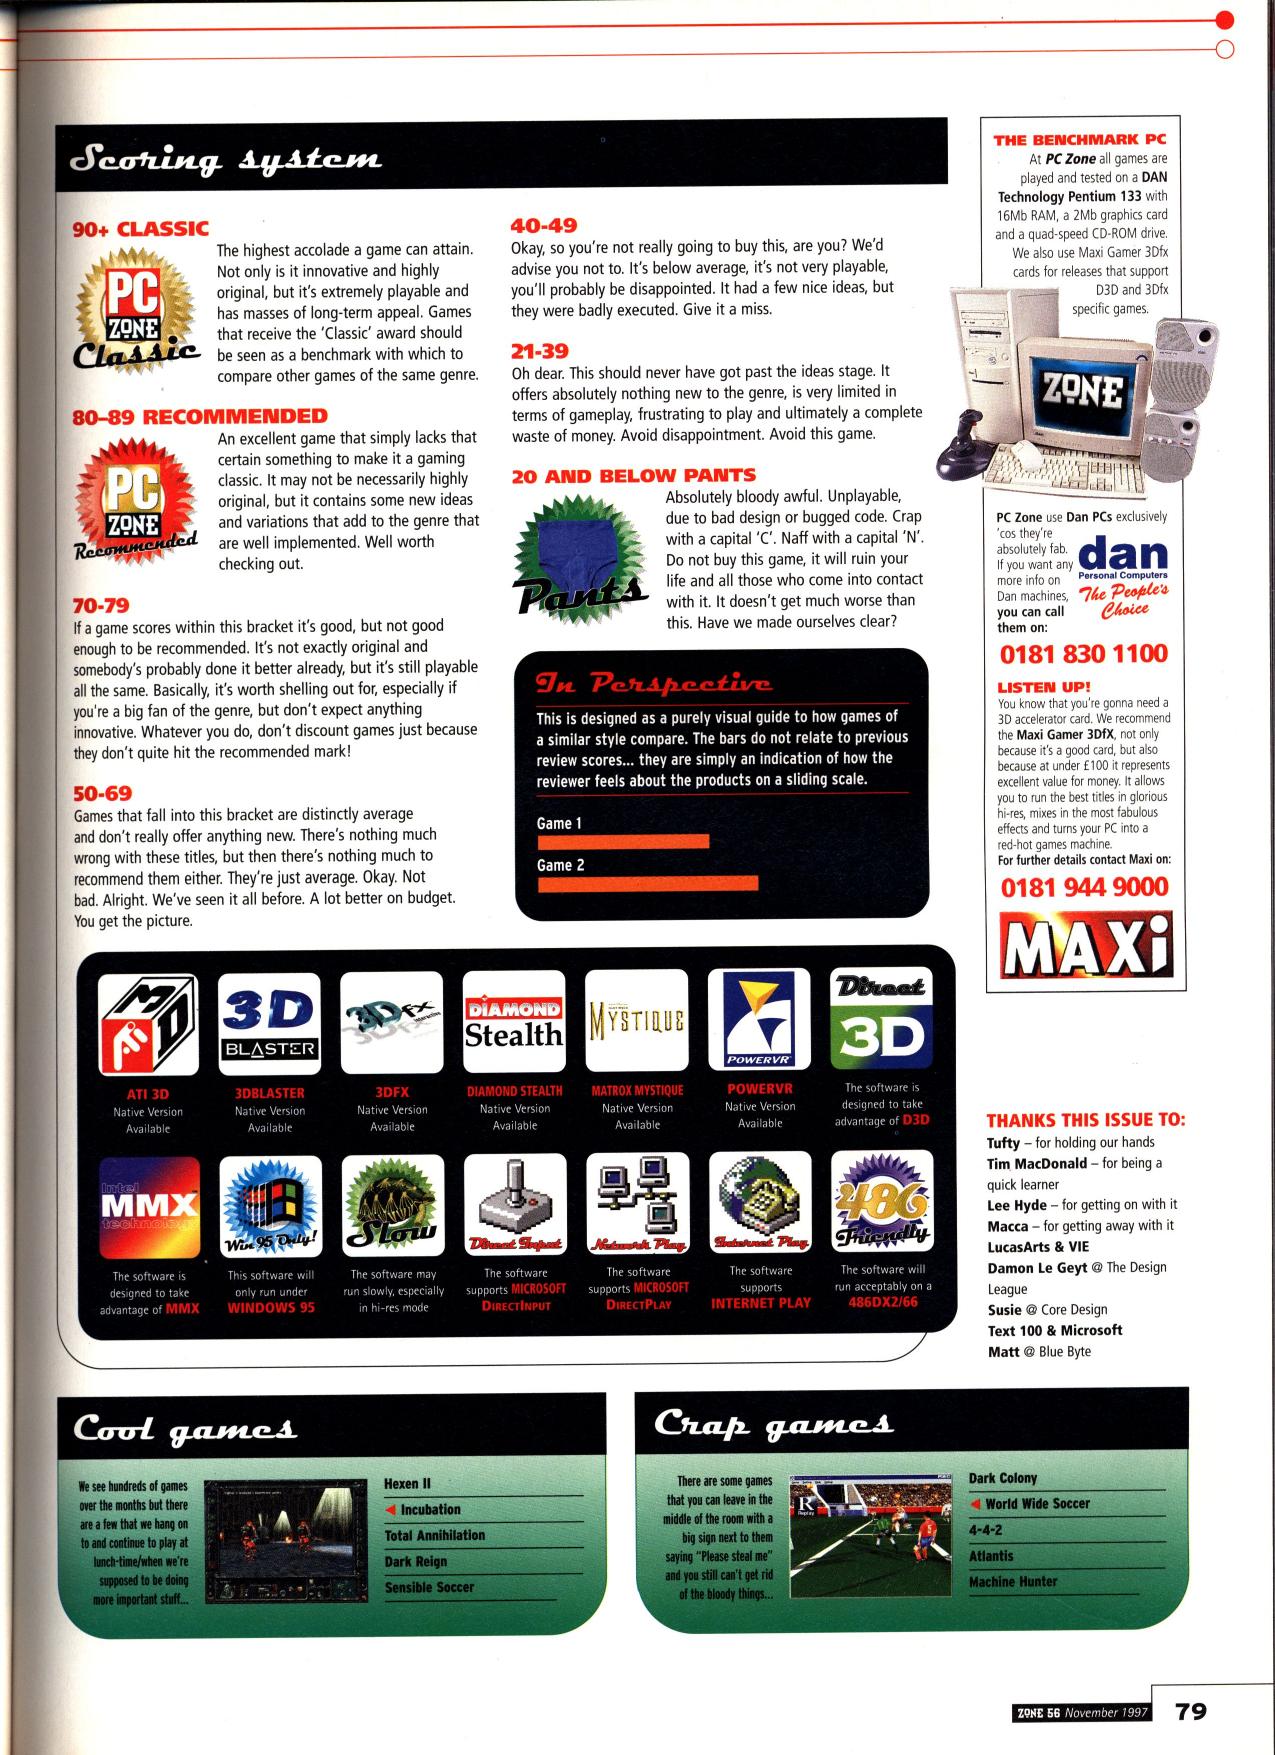 Scoring system
90+ CLASSIC
PC
ZONE
Classic
The highest accolade a game can attain.
Not only is it innovative and highly
original, but it's extremely playable and
has masses of long-term appeal. Games
that receive the 'Classic' award should
be seen as a benchmark with which to
compare other games of the same genre.
80–89 RECOMMENDED
PC
ZONE
Recommended
An excellent game that simply lacks that
certain something to make it a gaming
classic. It may not be necessarily highly
original, but it contains some new ideas
and variations that add to the genre that
are well implemented. Well worth
checking out.
70-79
If a game scores within this bracket it's good, but not good
enough to be recommended. It's not exactly original and
somebody's probably done it better already, but it's still playable
all the same. Basically, it's worth shelling out for, especially if
you're a big fan of the genre, but don't expect anything
innovative. Whatever you do, don't discount games just because
they don't quite hit the recommended mark!
50-69
Games that fall into this bracket are distinctly average
and don't really offer anything new. There's nothing much
wrong with these titles, but then there's nothing much to
recommend them either. They're just average. Okay. Not
bad. Alright. We've seen it all before. A lot better on budget.
You get the picture.
40-49
Okay, so you're not really going to buy this, are you? We'd
advise you not to. It's below average, it's not very playable,
you'll probably be disappointed. It had a few nice ideas, but
they were badly executed. Give it a miss.
21-39
Oh dear. This should never have got past the ideas stage. It
offers absolutely nothing new to the genre, is very limited in
terms of gameplay, frustrating to play and ultimately a complete
waste of money. Avoid disappointment. Avoid this game.
20 AND BELOW PANTS
Pants
Absolutely bloody awful. Unplayable,
due to bad design or bugged code. Crap
with a capital 'C'. Naff with a capital 'N'.
Do not buy this game, it will ruin your
life and all those who come into contact
with it. It doesn't get much worse than
this. Have we made ourselves clear?
In Perspective
This is designed as a purely visual guide to how games of
a similar style compare. The bars do not relate to previous
review scores... they are simply an indication of how the
reviewer feels about the products on a sliding scale.
Game 1
Game 2
ATI 3D
ATI 3D
Native Version
Available
3D
BLASTER
3DBLASTER
Native Version
Available
3Dfx
Interactive
3DFX
Native Version
Available
DIAMOND
Stealth
DIAMOND STEALTH
Native Version
Available
MYSTIQUE
MATROX MYSTIQUE
Native Version
Available
POWERVR
POWERVR
Native Version
Available
Direct
3D
The software is
designed to take
advantage of D3D
intel
MMX
technology
The software is
designed to take
advantage of MMX
Win 95 Only!
This software will
only run under
WINDOWS 95
Slow
The software may
run slowly, especially
in hi-res mode
Direct Input
The software
supports MICROSOFT
DIRECTINPUT
Network Play
The software
supports MICROSOFT
DIRECTPLAY
Internet Play
The software
supports
INTERNET PLAY
486
Friendly
The software will
run acceptably on a
486DX2/66
THE BENCHMARK PC
At PC Zone all games are
played and tested on a DAN
Technology Pentium 133 with
16Mb RAM, a 2Mb graphics card
and a quad-speed CD-ROM drive.
We also use Maxi Gamer 3Dfx
cards for releases that support
D3D and 3Dfx
specific games.
ZONE
PC Zone use Dan PCs exclusively
'cos they're
absolutely fab.
If you want any
more info on
Dan machines,
you can call
them on:
dan
Personal Computers
The People's
Choice
0181 830 1100
LISTEN UP!
You know that you're gonna need a
3D accelerator card. We recommend
the Maxi Gamer 3DfX, not only
because it's a good card, but also
because at under £100 it represents
excellent value for money. It allows
you to run the best titles in glorious
hi-res, mixes in the most fabulous
effects and turns your PC into a
red-hot games machine.
For further details contact Maxi on:
0181 944 9000
MAXi
THANKS THIS ISSUE TO:
Tufty – for holding our hands
Tim MacDonald – for being a
quick learner
Lee Hyde – for getting on with it
Macca – for getting away with it
LucasArts & VIE
Damon Le Geyt @ The Design
League
Susie @ Core Design
Text 100 & Microsoft
Matt @ Blue Byte
Cool games
We see hundreds of games
over the months but there
are a few that we hang on
to and continue to play at
lunch-time/when we're
supposed to be doing
more important stuff...
Hexen II
Incubation
Total Annihilation
Dark Reign
Sensible Soccer
Crap games
There are some games
that you can leave in the
middle of the room with a
big sign next to them
saying "Please steal me"
and you still can't get rid
of the bloody things...
R
Replay
Dark Colony
World Wide Soccer
4-4-2
Atlantis
Machine Hunter
ZONE 56 November 1997
79